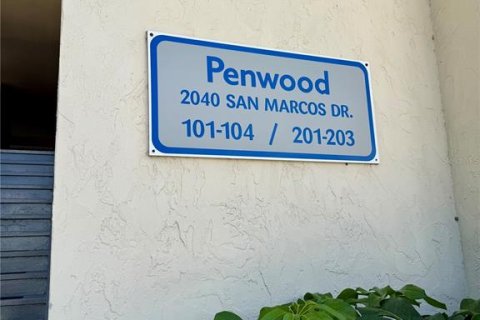 Penwood
2040 SAN MARCOS DR.
101-104 / 201-203